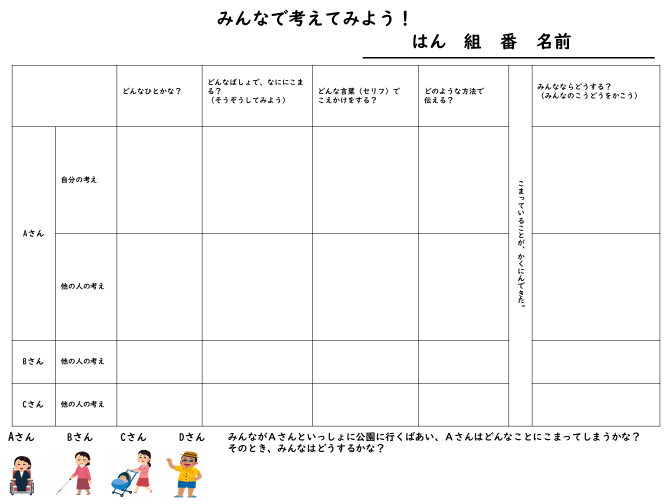 みんなで考えてみよう！
はん　組　番　名前
どんなひとかな？
どんなばしょで、なににこま
る？
（そうぞうしてみよう）
どんな言葉（セリフ）で
こえかけをする？
どのような方法で
伝える？
みんなならどうする？
（みんなのこうどうをかこう）
Aさん
自分の考え
他の人の考え
こまっていることが、かくにんできた。
Bさん
他の人の考え
Cさん
他の人の考え
Aさん
Bさん
Cさん
Dさん
みんながＡさんといっしょに公園に行くばあい、Ａさんはどんなことにこまってしまうかな？
そのとき、みんなはどうするかな？